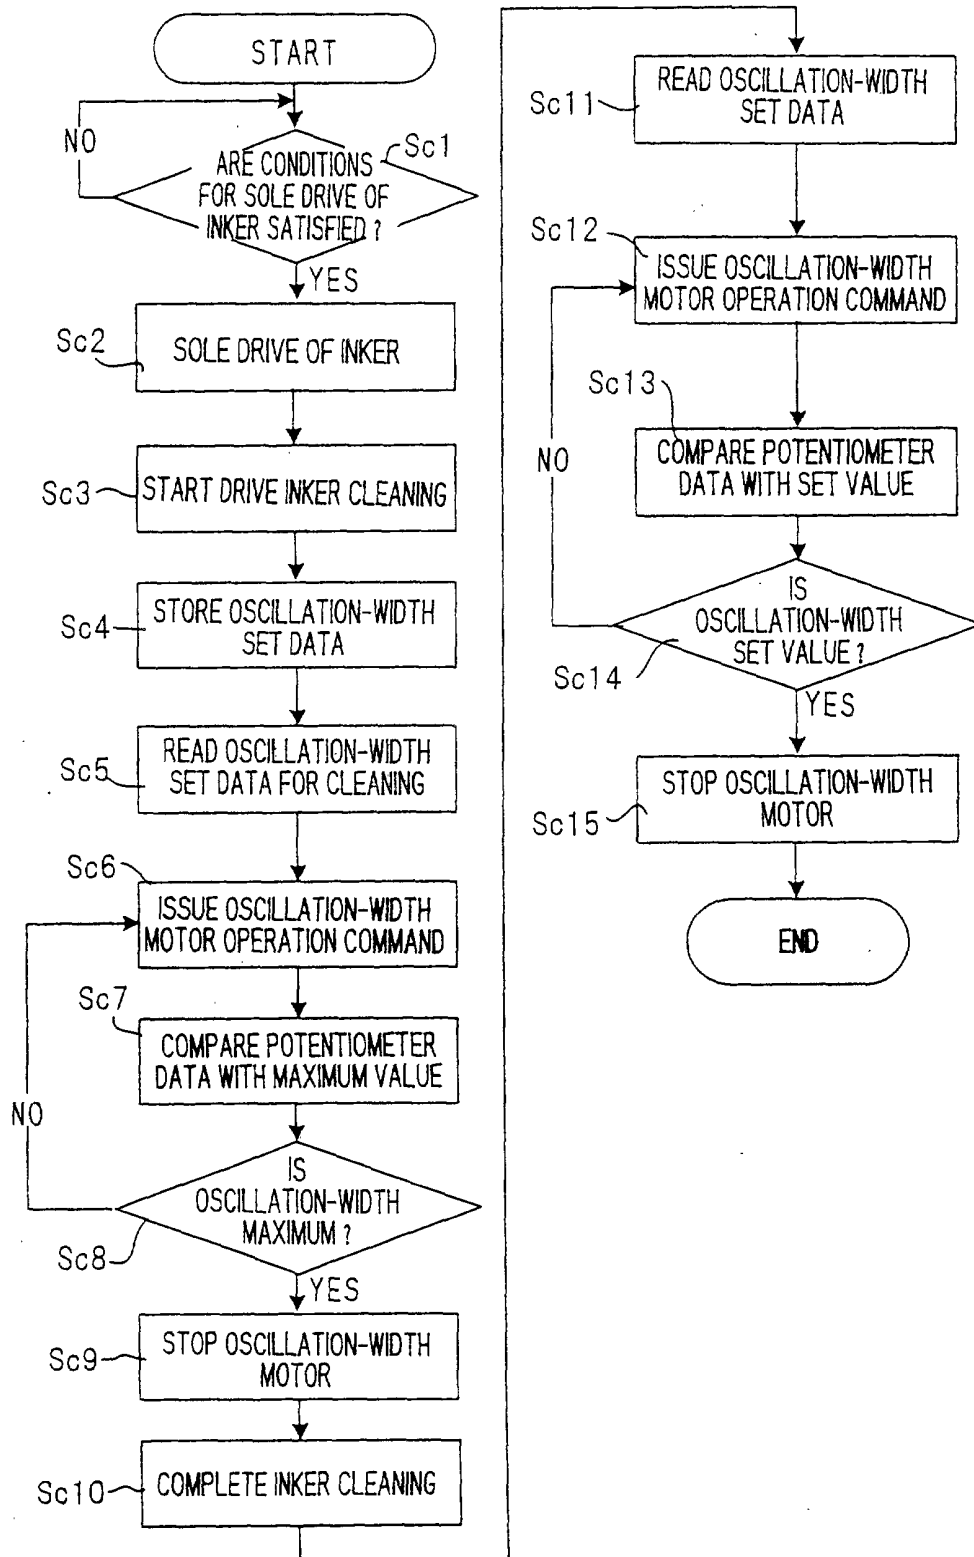 START
NO
Sc1
ARE CONDITIONS
FOR SOLE DRIVE OF
INKER SATISFIED ?
YES
Sc2
SOLE DRIVE OF INKER
Sc3
START DRIVE INKER CLEANING
Sc4
STORE OSCILLATION-WIDTH
SET DATA
Sc5
READ OSCILLATION-WIDTH
SET DATA FOR CLEANING
Sc6
ISSUE OSCILLATION-WIDTH
MOTOR OPERATION COMMAND
Sc7
COMPARE POTENTIOMETER
DATA WITH MAXIMUM VALUE
NO
IS
OSCILLATION-WIDTH
MAXIMUM ?
Sc8
YES
Sc9
STOP OSCILLATION-WIDTH
MOTOR
Sc10
COMPLETE INKER CLEANING
Sc11
READ OSCILLATION-WIDTH
SET DATA
Sc12
ISSUE OSCILLATION-WIDTH
MOTOR OPERATION COMMAND
Sc13
COMPARE POTENTIOMETER
DATA WITH SET VALUE
NO
IS
OSCILLATION-WIDTH
SET VALUE ?
Sc14
YES
Sc15
STOP OSCILLATION-WIDTH
MOTOR
END